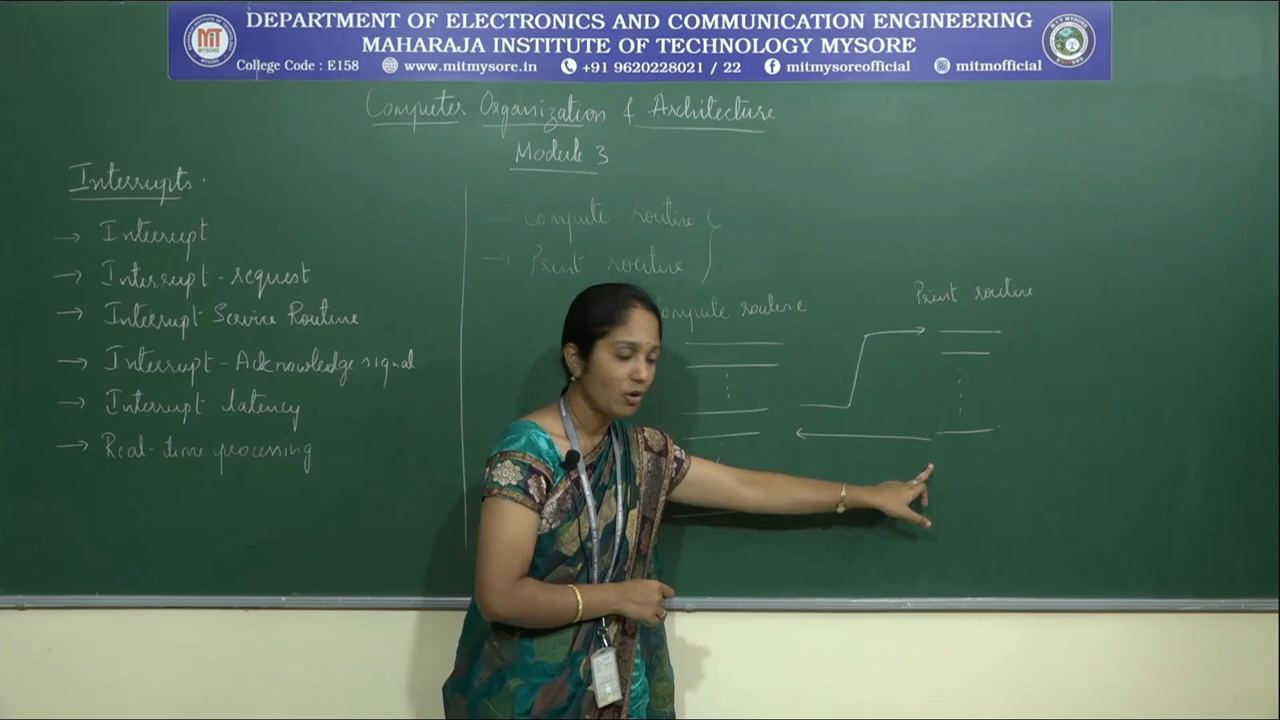 DEPARTMENT OF ELECTRONICS AND COMMUNICATION ENGINEERING
MAHARAJA INSTITUTE OF TECHNOLOGY MYSORE
College Code : E158 www.mitmysore.in +91 9620228021 / 22 mitmysoreofficial mitmofficial
MIT
MYSORE
Computer Organization & Architecture
Module 3
Interrupts.
→ Interrupt
→ Interrupt-request
→ Interrupt Service Routine
→ Interrupt-Acknowledge signal
→ Interrupt latency
→ Real-time processing
→ Compute routine
→ Print routine
ompute routine
Print routine